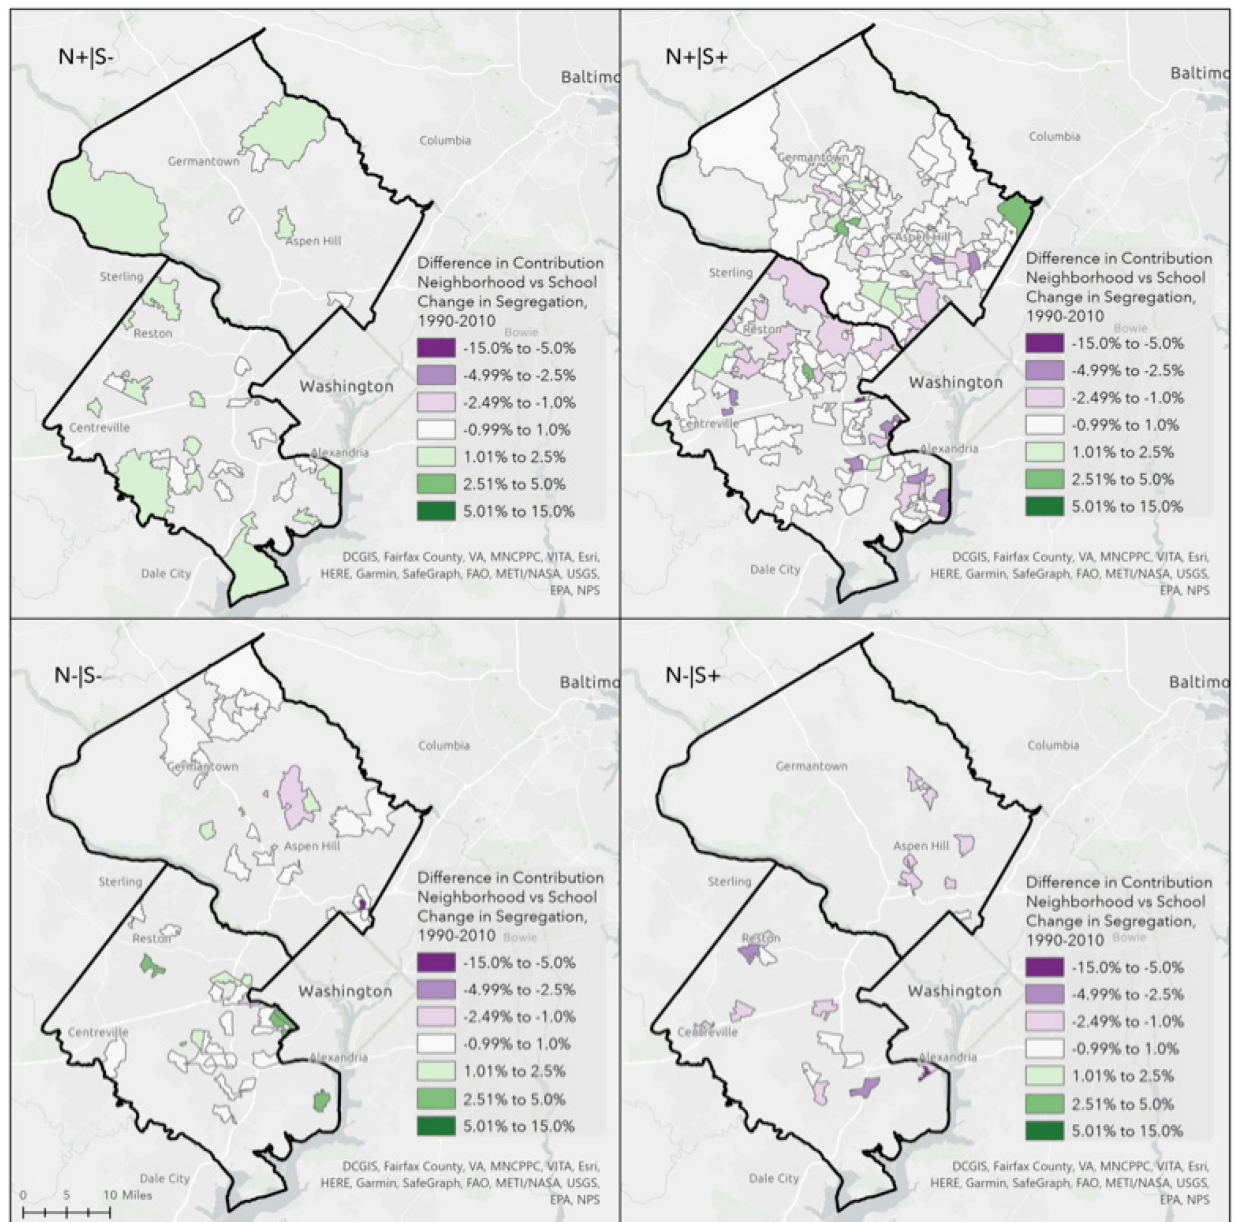 N+|S-
Baltimo
Columbia
Germantown
Aspen Hill
Sterling
Reston
Difference in Contribution
Neighborhood vs School
Change in Segregation,
1990-2010
Bowie
-15.0% to -5.0%
-4.99% to -2.5%
-2.49% to -1.0%
-0.99% to 1.0%
1.01% to 2.5%
2.51% to 5.0%
5.01% to 15.0%
Washington
Centreville
Alexandria
Dale City
DCGIS, Fairfax County, VA, MNCPPC, VITA, Esri,
HERE, Garmin, SafeGraph, FAO, METI/NASA, USGS,
EPA, NPS
N+|S+
Baltimo
Columbia
Germantown
Aspen Hill
Sterling
Reston
Difference in Contribution
Neighborhood vs School
Change in Segregation,
1990-2010
Bowie
-15.0% to -5.0%
-4.99% to -2.5%
-2.49% to -1.0%
-0.99% to 1.0%
1.01% to 2.5%
2.51% to 5.0%
5.01% to 15.0%
Washington
Centreville
Alexandria
Dale City
DCGIS, Fairfax County, VA, MNCPPC, VITA, Esri,
HERE, Garmin, SafeGraph, FAO, METI/NASA, USGS,
EPA, NPS
N-|S-
Baltimo
Columbia
Germantown
Aspen Hill
Sterling
Reston
Difference in Contribution
Neighborhood vs School
Change in Segregation,
1990-2010
Bowie
-15.0% to -5.0%
-4.99% to -2.5%
-2.49% to -1.0%
-0.99% to 1.0%
1.01% to 2.5%
2.51% to 5.0%
5.01% to 15.0%
Washington
Centreville
Alexandria
Dale City
0 5 10 Miles
DCGIS, Fairfax County, VA, MNCPPC, VITA, Esri,
HERE, Garmin, SafeGraph, FAO, METI/NASA, USGS,
EPA, NPS
N-|S+
Baltimo
Columbia
Germantown
Aspen Hill
Sterling
Reston
Difference in Contribution
Neighborhood vs School
Change in Segregation,
1990-2010
Bowie
-15.0% to -5.0%
-4.99% to -2.5%
-2.49% to -1.0%
-0.99% to 1.0%
1.01% to 2.5%
2.51% to 5.0%
5.01% to 15.0%
Washington
Centreville
Alexandria
Dale City
DCGIS, Fairfax County, VA, MNCPPC, VITA, Esri,
HERE, Garmin, SafeGraph, FAO, METI/NASA, USGS,
EPA, NPS